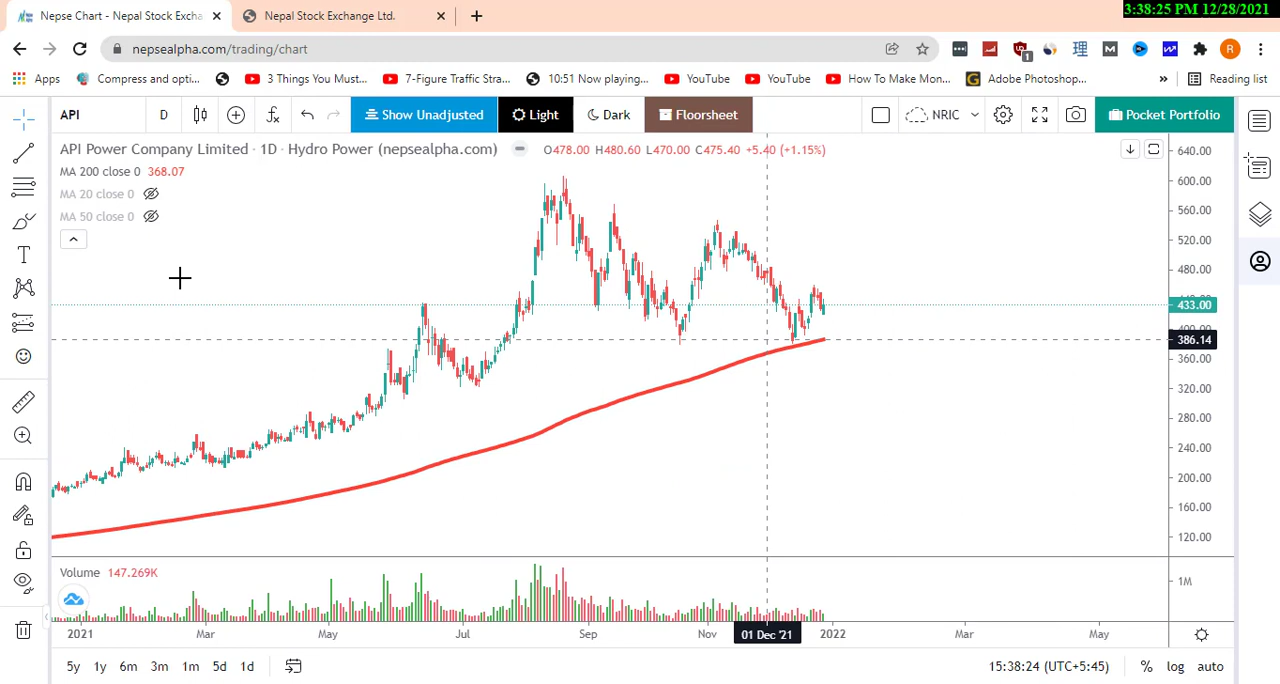 Nepse Chart - Nepal Stock Excha
Nepal Stock Exchange Ltd.
3:38:25 PM 12/28/2021
nepsealpha.com/trading/chart
R
Apps
Compress and opti...
3 Things You Must...
7-Figure Traffic Stra...
10:51 Now playing...
YouTube
YouTube
How To Make Mon...
Adobe Photoshop...
»
Reading list
API
D
Show Unadjusted
Light
Dark
Floorsheet
NRIC
Pocket Portfolio
API Power Company Limited · 1D · Hydro Power (nepsealpha.com)
O478.00 H480.60 L470.00 C475.40 +5.40 (+1.15%)
MA 200 close 0 368.07
MA 20 close 0
MA 50 close 0
640.00
600.00
560.00
520.00
480.00
433.00
400.00
386.14
360.00
320.00
280.00
240.00
200.00
160.00
120.00
Volume 147.269K
1M
2021
Mar
May
Jul
Sep
Nov
01 Dec '21
2022
Mar
May
5y 1y 6m 3m 1m 5d 1d
15:38:24 (UTC+5:45)
% log auto